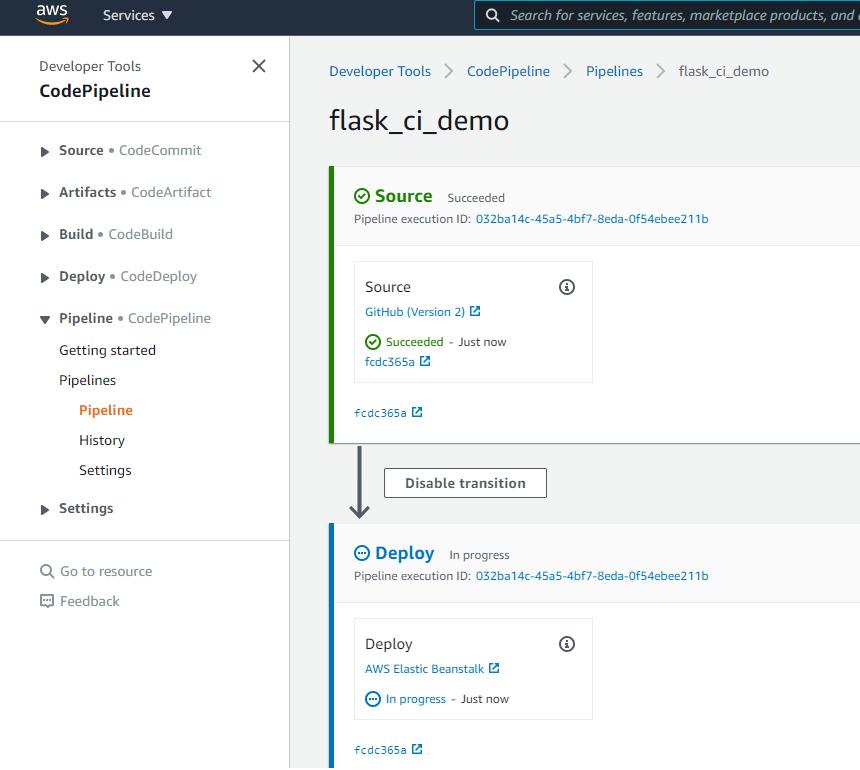 aws
Services
Search for services, features, marketplace products, and
Developer Tools
CodePipeline
Source • CodeCommit
Artifacts • CodeArtifact
Build • CodeBuild
Deploy • CodeDeploy
Pipeline • CodePipeline
Getting started
Pipelines
Pipeline
History
Settings
Settings
Go to resource
Feedback
Developer Tools > CodePipeline > Pipelines > flask_ci_demo
flask_ci_demo
Source Succeeded
Pipeline execution ID: 032ba14c-45a5-4bf7-8eda-0f54ebee211b
Source
GitHub (Version 2)
Succeeded - Just now
fcdc365a
fcdc365a
Disable transition
Deploy In progress
Pipeline execution ID: 032ba14c-45a5-4bf7-8eda-0f54ebee211b
Deploy
AWS Elastic Beanstalk
In progress - Just now
fcdc365a